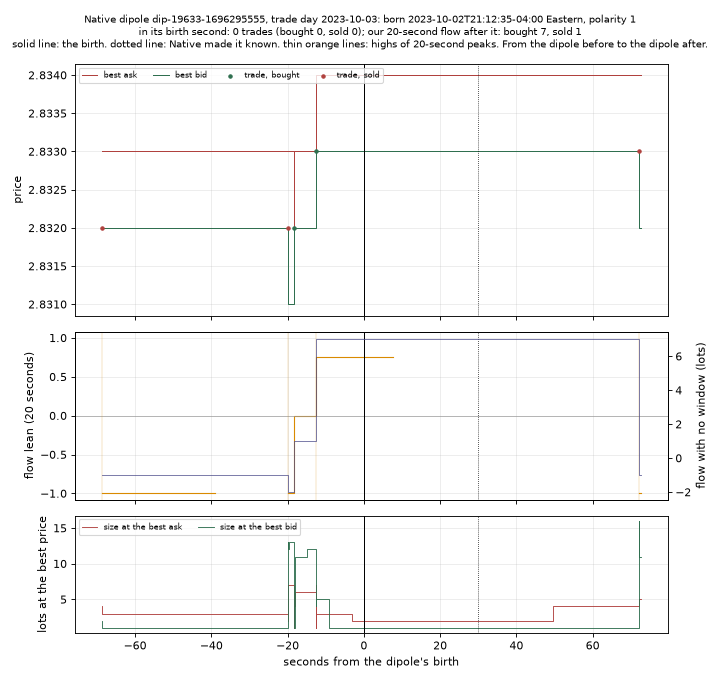 Native dipole dip-19633-1696295555, trade day 2023-10-03: born 2023-10-02T21:12:35-04:00 Eastern, polarity 1
in its birth second: 0 trades (bought 0, sold 0); our 20-second flow after it: bought 7, sold 1
solid line: the birth. dotted line: Native made it known. thin orange lines: highs of 20-second peaks. From the dipole before to the dipole after.
best ask
best bid
trade, bought
trade, sold
2.8340
2.8335
2.8330
2.8325
2.8320
2.8315
2.8310
price
1.0
0.5
0.0
−0.5
−1.0
flow lean (20 seconds)
6
4
2
0
−2
flow with no window (lots)
size at the best ask
size at the best bid
15
10
5
lots at the best price
−60
−40
−20
0
20
40
60
seconds from the dipole's birth